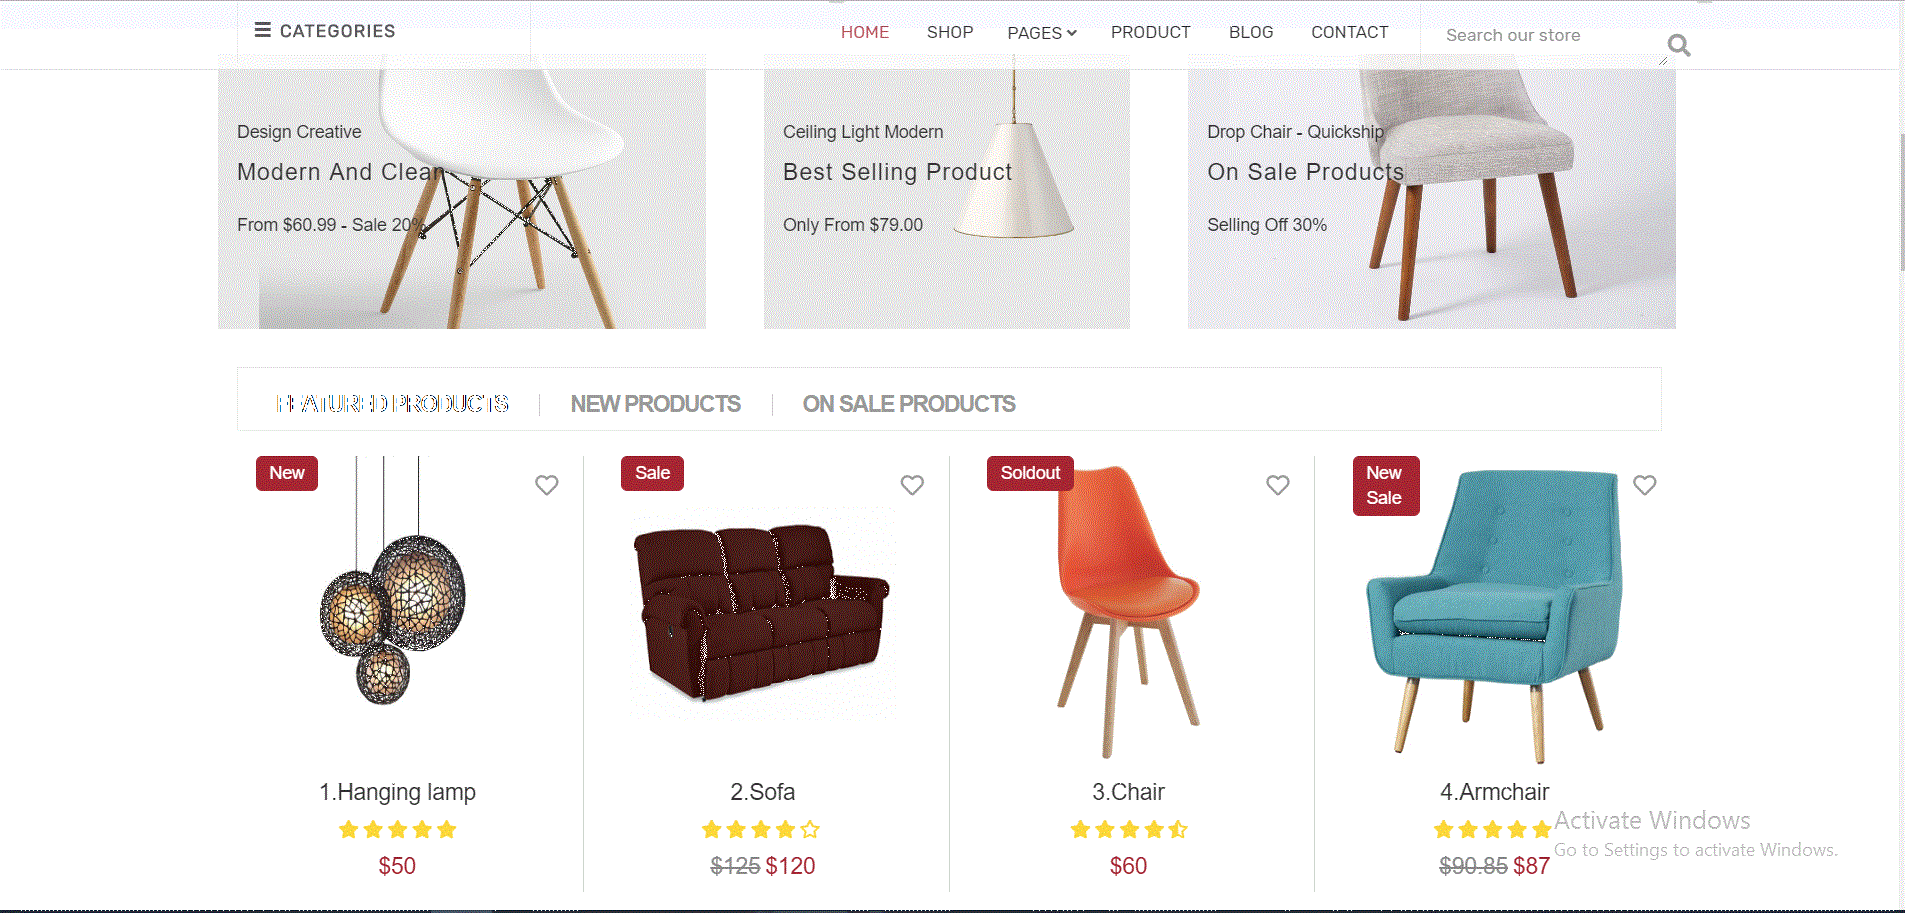 CATEGORIES
HOME SHOP PAGES PRODUCT BLOG CONTACT
Search our store
Design Creative
Modern And Clean
From $60.99 - Sale 20%
Ceiling Light Modern
Best Selling Product
Only From $79.00
Drop Chair - Quickship
On Sale Products
Selling Off 30%
FEATURED PRODUCTS NEW PRODUCTS ON SALE PRODUCTS
New
1.Hanging lamp
$50
Sale
2.Sofa
$125 $120
Soldout
3.Chair
$60
New
Sale
4.Armchair
$90.85 $87
Activate Windows
Go to Settings to activate Windows.